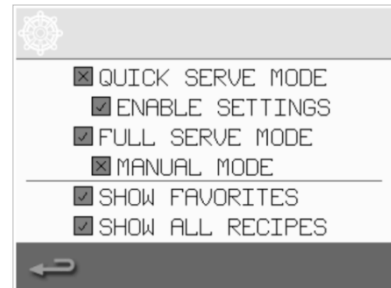 QUICK SERVE MODE
ENABLE SETTINGS
FULL SERVE MODE
MANUAL MODE
SHOW FAVORITES
SHOW ALL RECIPES